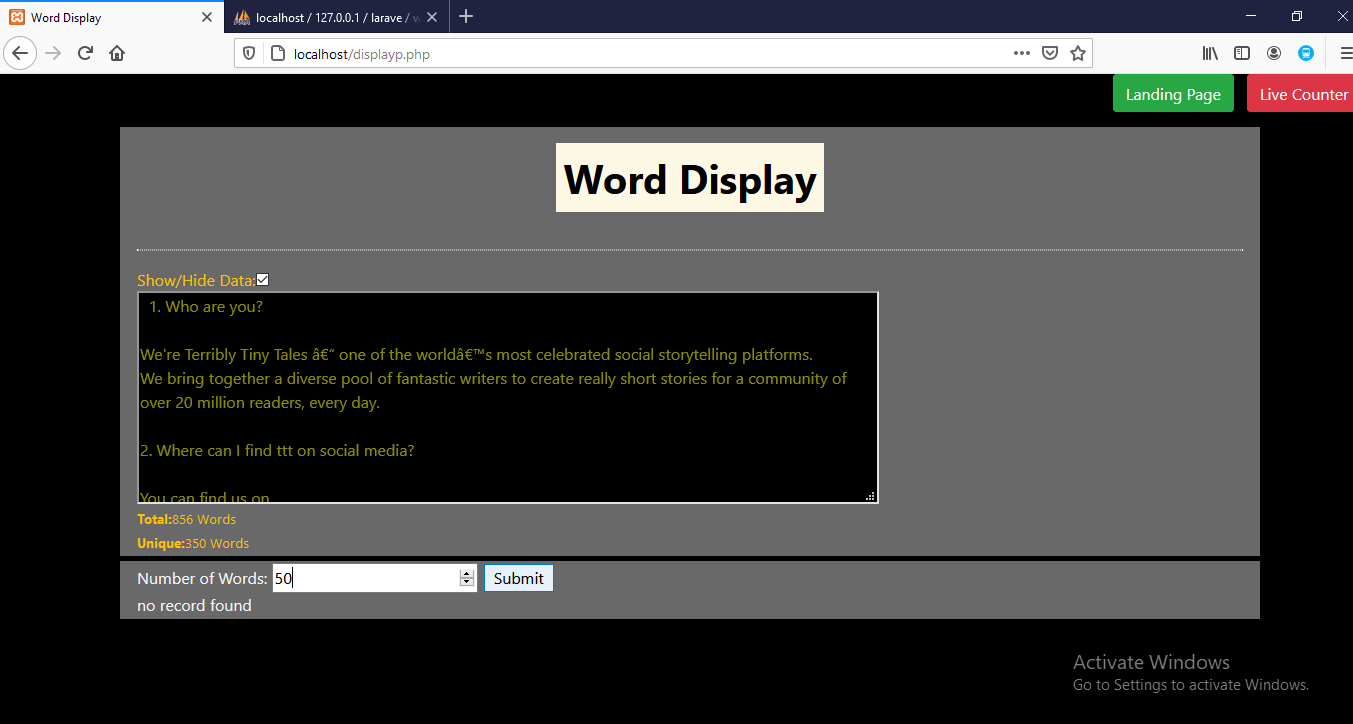 Word Display
localhost / 127.0.0.1 / larave / w
localhost/displayp.php
Landing Page
Live Counter
Word Display
Show/Hide Data:
1. Who are you?
We're Terribly Tiny Tales â€“ one of the worldâ€™s most celebrated social storytelling platforms.
We bring together a diverse pool of fantastic writers to create really short stories for a community of
over 20 million readers, every day.
2. Where can I find ttt on social media?
You can find us on
Total:856 Words
Unique:350 Words
Number of Words: 50 Submit
no record found
Activate Windows
Go to Settings to activate Windows.